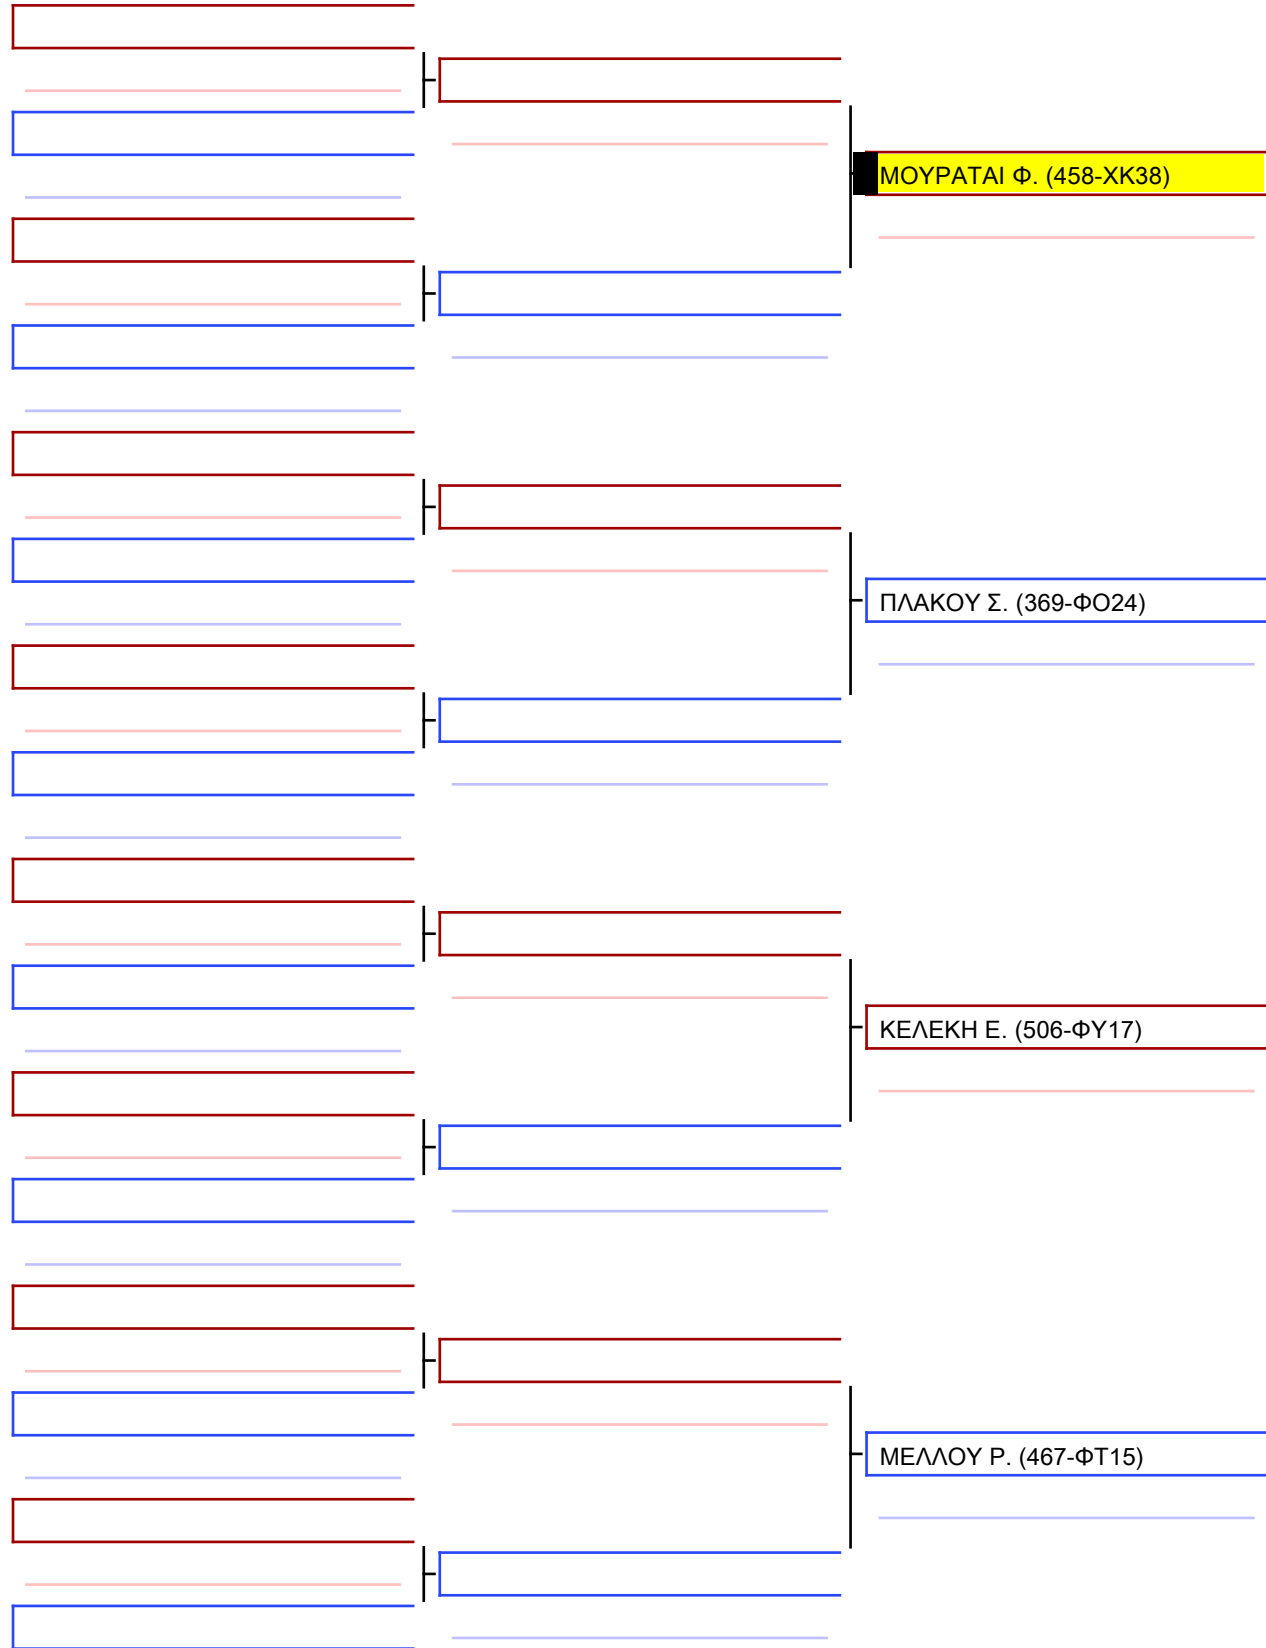 ΜΟΥΡΑΤΑΙ Φ. (458-ΧΚ38)
ΠΛΑΚΟΥ Σ. (369-ΦΟ24)
ΚΕΛΕΚΗ Ε. (506-ΦΥ17)
ΜΕΛΛΟΥ Ρ. (467-ΦΤ15)